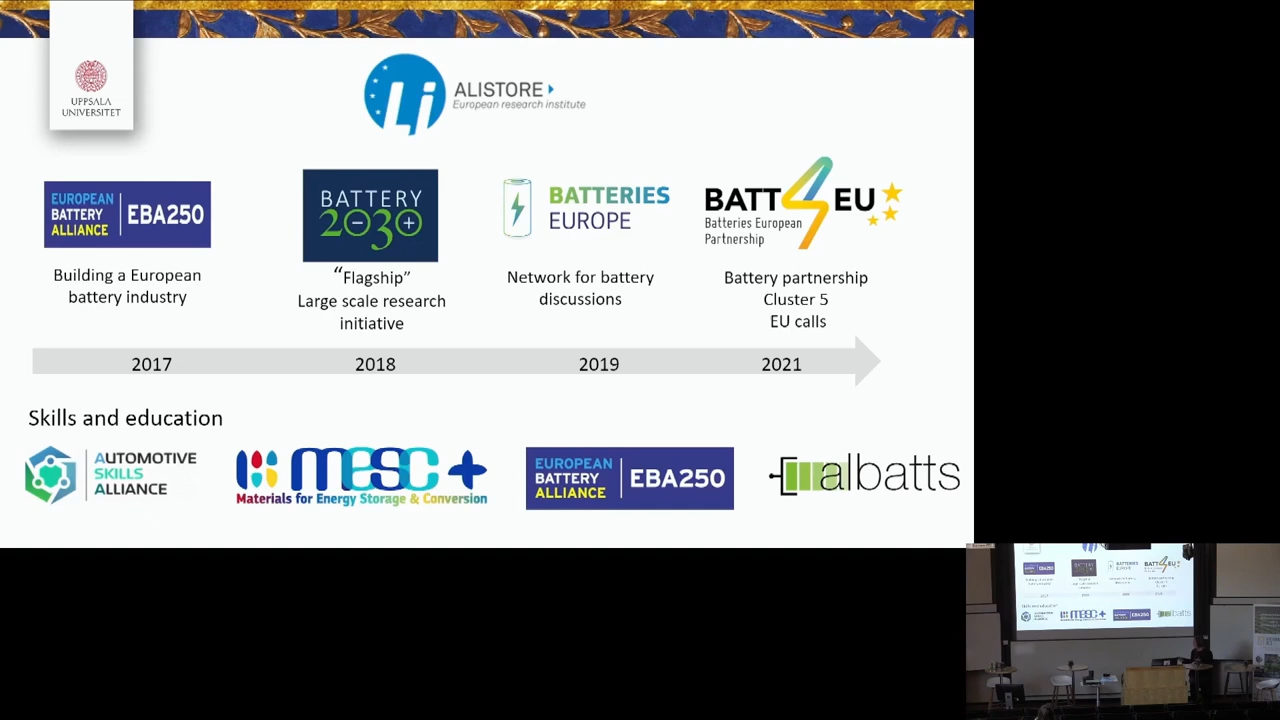 UPPSALA
UNIVERSITET
Li
ALISTORE
European research institute
EUROPEAN
BATTERY
ALLIANCE
EBA250
BATTERY
2030+
BATTERIES
EUROPE
BATT4EU
Batteries European
Partnership
Building a European
battery industry
“Flagship”
Large scale research
initiative
Network for battery
discussions
Battery partnership
Cluster 5
EU calls
2017
2018
2019
2021
Skills and education
AUTOMOTIVE
SKILLS
ALLIANCE
mesc +
Materials for Energy Storage & Conversion
EUROPEAN
BATTERY
ALLIANCE
EBA250
albatts